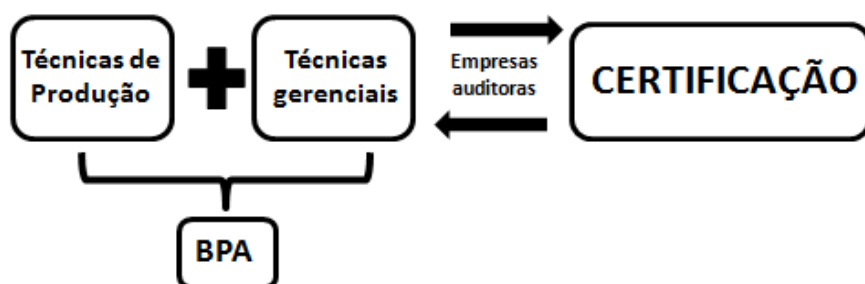 Técnicas de
Produção
Técnicas
gerenciais
Empresas
auditoras
CERTIFICAÇÃO
BPA